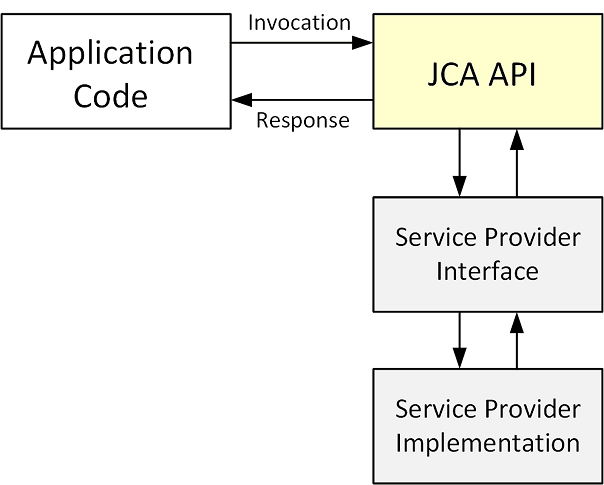 Application
Code
Invocation
Response
JCA API
Service Provider
Interface
Service Provider
Implementation